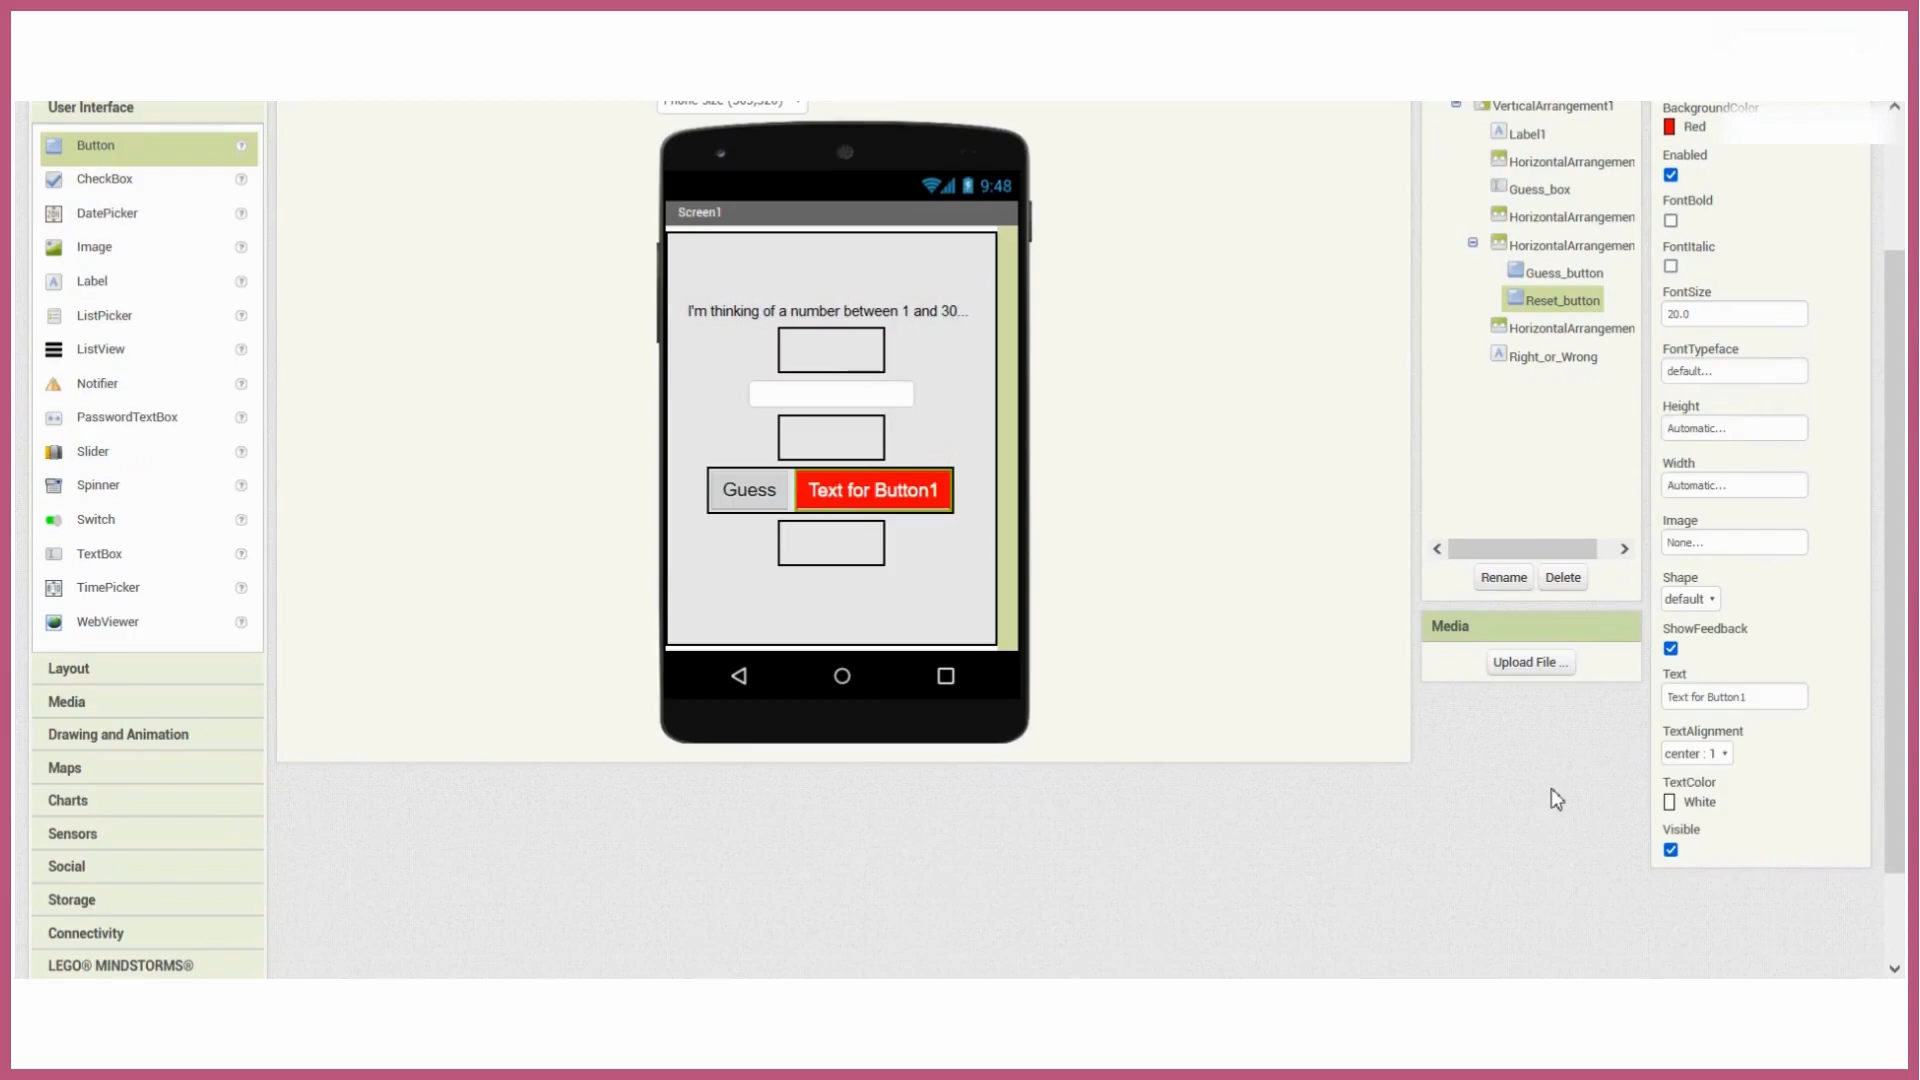 User Interface
Button
CheckBox
DatePicker
Image
Label
ListPicker
ListView
Notifier
PasswordTextBox
Slider
Spinner
Switch
TextBox
TimePicker
WebViewer
Layout
Media
Drawing and Animation
Maps
Charts
Sensors
Social
Storage
Connectivity
LEGO® MINDSTORMS®
9:48
Screen1
I'm thinking of a number between 1 and 30...
Guess
Text for Button1
VerticalArrangement1
Label1
HorizontalArrangemen
Guess_box
HorizontalArrangemen
HorizontalArrangemen
Guess_button
Reset_button
HorizontalArrangemen
Right_or_Wrong
Rename
Delete
Media
Upload File ...
BackgroundColor
Red
Enabled
FontBold
FontItalic
FontSize
20.0
FontTypeface
default...
Height
Automatic...
Width
Automatic...
Image
None...
Shape
default
ShowFeedback
Text
Text for Button1
TextAlignment
center : 1
TextColor
White
Visible